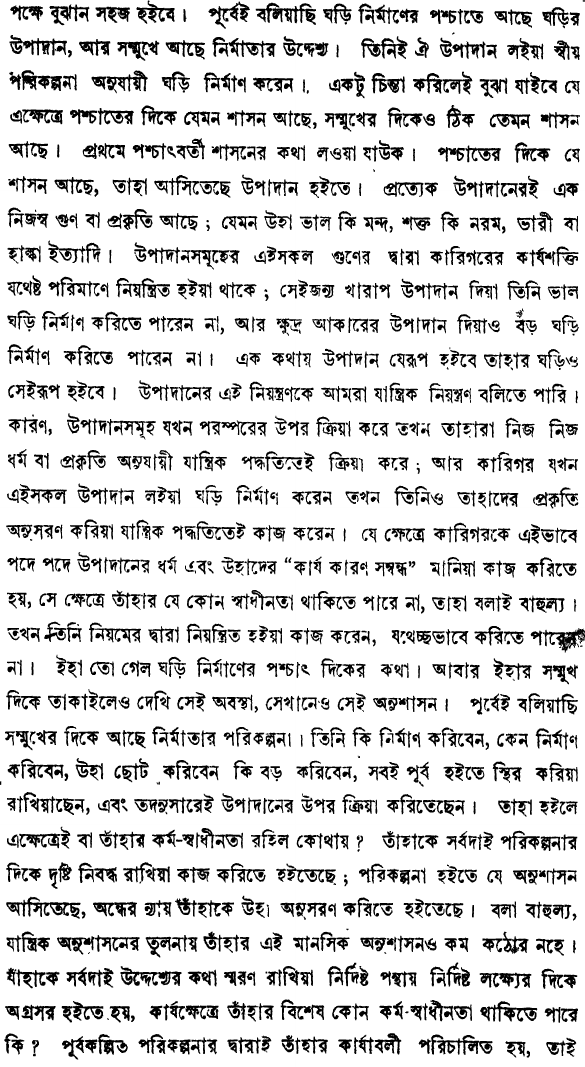 পক্ষে বুঝান সহজ হইবে। পূর্বেই বলিয়াছি ঘড়ি নির্মাণের পশ্চাতে আছে ঘড়ির
উপাদান, আর সম্মুখে আছে নির্মাতার উদ্দেশ্য। তিনিই ঐ উপাদান লইয়া স্বীয়
পরিকল্পনা অনুযায়ী ঘড়ি নির্মাণ করেন। একটু চিন্তা করিলেই বুঝা যাইবে যে
এক্ষেত্রে পশ্চাতের দিকে যেমন শাসন আছে, সম্মুখের দিকেও ঠিক তেমন শাসন
আছে। প্রথমে পশ্চাৎবর্তী শাসনের কথা লওয়া যাউক। পশ্চাতের দিকে যে
শাসন আছে, তাহা আসিতেছে উপাদান হইতে। প্রত্যেক উপাদানেরই এক
নিজস্ব গুণ বা প্রকৃতি আছে; যেমন উহা ভাল কি মন্দ, শক্ত কি নরম, ভারী বা
হাল্কা ইত্যাদি। উপাদানসমূহের এইসকল গুণের দ্বারা কারিগরের কার্যশক্তি
যথেষ্ট পরিমাণে নিয়ন্ত্রিত হইয়া থাকে; সেইজন্য খারাপ উপাদান দিয়া তিনি ভাল
ঘড়ি নির্মাণ করিতে পারেন না, আর ক্ষুদ্র আকারের উপাদান দিয়াও বড় ঘড়ি
নির্মাণ করিতে পারেন না। এক কথায় উপাদান যেরূপ হইবে তাহার ঘড়িও
সেইরূপ হইবে। উপাদানের এই নিয়ন্ত্রণকে আমরা যান্ত্রিক নিয়ন্ত্রণ বলিতে পারি।
কারণ, উপাদানসমূহ যখন পরস্পরের উপর ক্রিয়া করে তখন তাহারা নিজ নিজ
ধর্ম বা প্রকৃতি অনুযায়ী যান্ত্রিক পদ্ধতিতেই ক্রিয়া করে; আর কারিগর যখন
এইসকল উপাদান লইয়া ঘড়ি নির্মাণ করেন তখন তিনিও তাহাদের প্রকৃতি
অনুসরণ করিয়া যান্ত্রিক পদ্ধতিতেই কাজ করেন। যে ক্ষেত্রে কারিগরকে এইভাবে
পদে পদে উপাদানের ধর্ম এবং উহাদের “কার্য কারণ সম্বন্ধ” মানিয়া কাজ করিতে
হয়, সে ক্ষেত্রে তাঁহার যে কোন স্বাধীনতা থাকিতে পারে না, তাহা বলাই বাহুল্য।
তখন তিনি নিয়মের দ্বারা নিয়ন্ত্রিত হইয়া কাজ করেন, যথেচ্ছভাবে করিতে পারেন
না। ইহা তো গেল ঘড়ি নির্মাণের পশ্চাৎ দিকের কথা। আবার ইহার সম্মুখ
দিকে তাকাইলেও দেখি সেই অবস্থা, সেখানেও সেই অনুশাসন। পূর্বেই বলিয়াছি
সম্মুখের দিকে আছে নির্মাতার পরিকল্পনা। তিনি কি নির্মাণ করিবেন, কেন নির্মাণ
করিবেন, উহা ছোট করিবেন কি বড় করিবেন, সবই পূর্ব হইতে স্থির করিয়া
রাখিয়াছেন, এবং তদনুসারেই উপাদানের উপর ক্রিয়া করিতেছেন। তাহা হইলে
এক্ষেত্রেই বা তাঁহার কর্ম-স্বাধীনতা রহিল কোথায়? তাঁহাকে সর্বদাই পরিকল্পনার
দিকে দৃষ্টি নিবদ্ধ রাখিয়া কাজ করিতে হইতেছে; পরিকল্পনা হইতে যে অনুশাসন
আসিতেছে, অন্ধের ন্যায় তাঁহাকে উহা অনুসরণ করিতে হইতেছে। বলা বাহুল্য,
যান্ত্রিক অনুশাসনের তুলনায় তাঁহার এই মানসিক অনুশাসনও কম কঠোর নহে।
যাঁহাকে সর্বদাই উদ্দেশ্যের কথা স্মরণ রাখিয়া নির্দিষ্ট পন্থায় নির্দিষ্ট লক্ষ্যের দিকে
অগ্রসর হইতে হয়, কার্যক্ষেত্রে তাঁহার বিশেষ কোন কর্ম-স্বাধীনতা থাকিতে পারে
কি? পূর্বকল্পিত পরিকল্পনার দ্বারাই তাঁহার কার্যাবলী পরিচালিত হয়, তাই